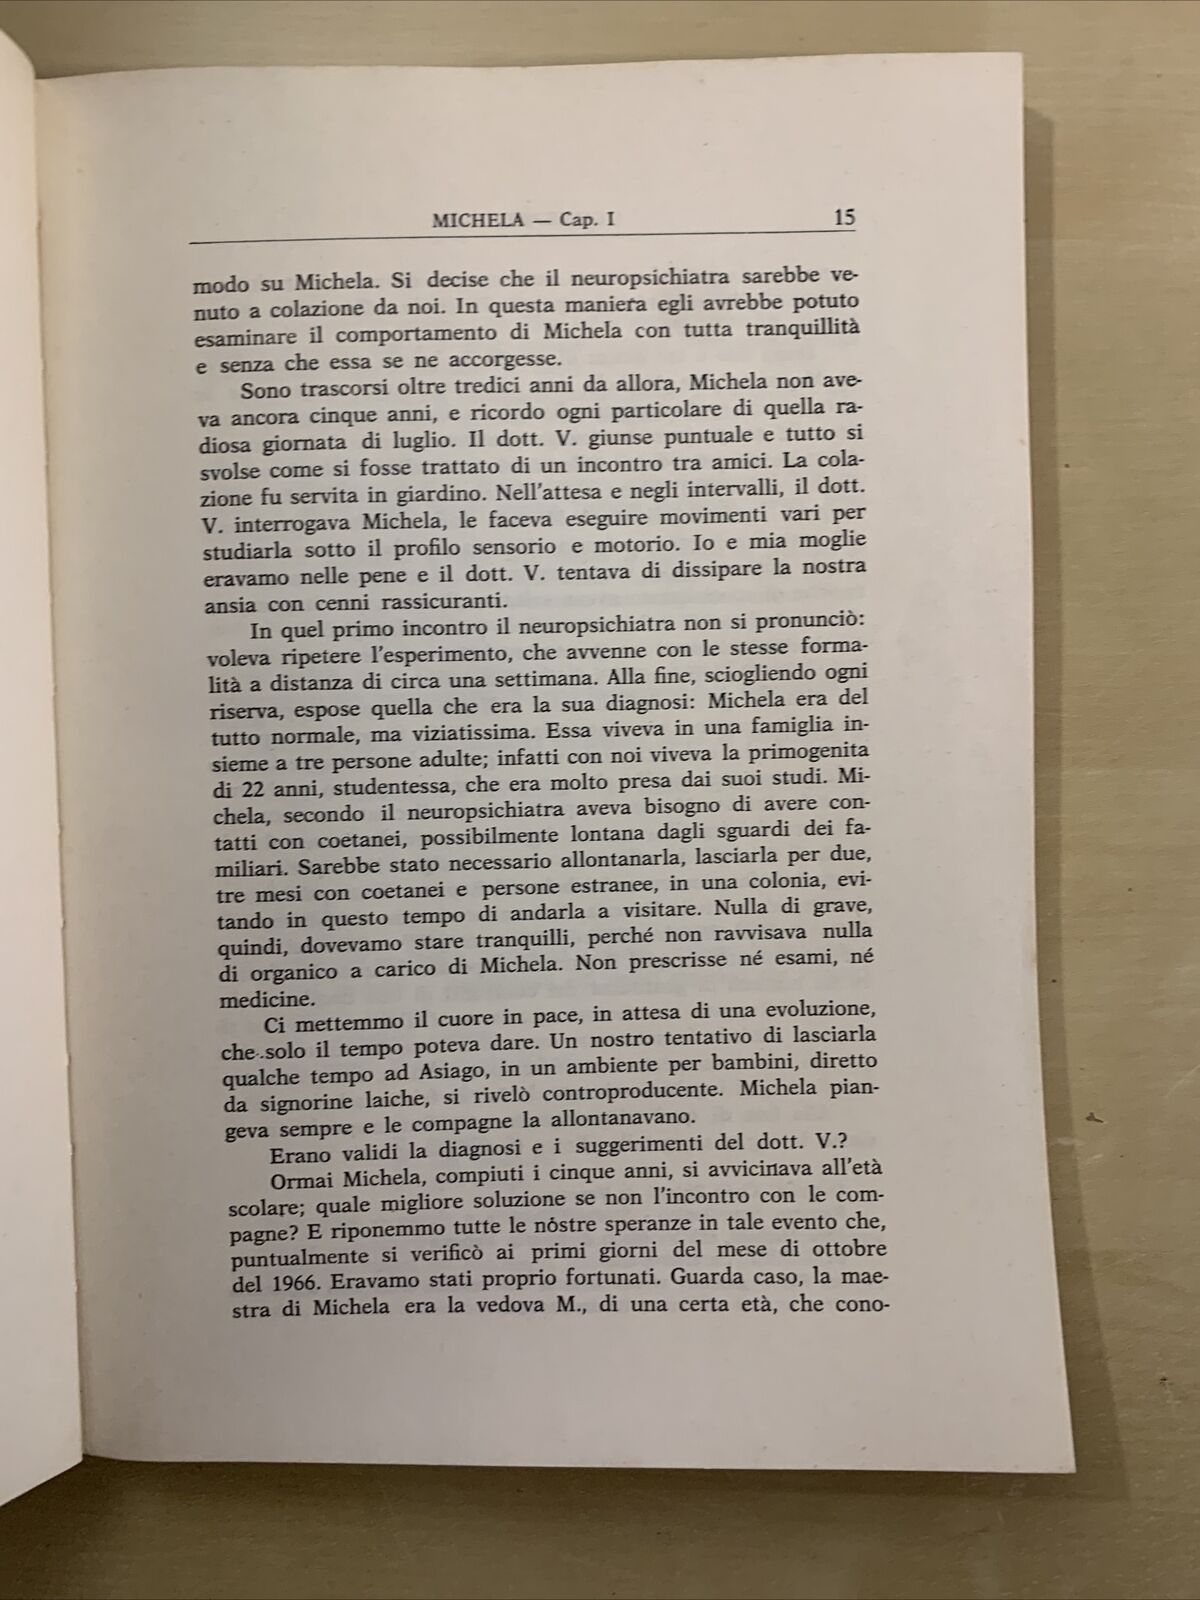 MICHELA — Cap. I 15
modo su Michela. Si decise che il neuropsichiatra sarebbe ve-
nuto a colazione da noi. In questa maniera egli avrebbe potuto
esaminare il comportamento di Michela con tutta tranquillità
e senza che essa se ne accorgesse.
Sono trascorsi oltre tredici anni da allora, Michela non ave-
va ancora cinque anni, e ricordo ogni particolare di quella ra-
diosa giornata di luglio. Il dott. V. giunse puntuale e tutto si
svolse come si fosse trattato di un incontro tra amici. La cola-
zione fu servita in giardino. Nell'attesa e negli intervalli, il dott.
V. interrogava Michela, le faceva eseguire movimenti vari per
studiarla sotto il profilo sensorio e motorio. Io e mia moglie
eravamo nelle pene e il dott. V. tentava di dissipare la nostra
ansia con cenni rassicuranti.
In quel primo incontro il neuropsichiatra non si pronunciò:
voleva ripetere l'esperimento, che avvenne con le stesse forma-
lità a distanza di circa una settimana. Alla fine, sciogliendo ogni
riserva, espose quella che era la sua diagnosi: Michela era del
tutto normale, ma viziatissima. Essa viveva in una famiglia in-
sieme a tre persone adulte; infatti con noi viveva la primogenita
di 22 anni, studentessa, che era molto presa dai suoi studi. Mi-
chela, secondo il neuropsichiatra aveva bisogno di avere con-
tatti con coetanei, possibilmente lontana dagli sguardi dei fa-
miliari. Sarebbe stato necessario allontanarla, lasciarla per due,
tre mesi con coetanei e persone estranee, in una colonia, evi-
tando in questo tempo di andarla a visitare. Nulla di grave,
quindi, dovevamo stare tranquilli, perché non ravvisava nulla
di organico a carico di Michela. Non prescrisse né esami, né
medicine.
Ci mettemmo il cuore in pace, in attesa di una evoluzione,
che solo il tempo poteva dare. Un nostro tentativo di lasciarla
qualche tempo ad Asiago, in un ambiente per bambini, diretto
da signorine laiche, si rivelò controproducente. Michela pian-
geva sempre e le compagne la allontanavano.
Erano validi la diagnosi e i suggerimenti del dott. V.?
Ormai Michela, compiuti i cinque anni, si avvicinava all'età
scolare; quale migliore soluzione se non l'incontro con le com-
pagne? E riponemmo tutte le nostre speranze in tale evento che,
puntualmente si verificò ai primi giorni del mese di ottobre
del 1966. Eravamo stati proprio fortunati. Guarda caso, la mae-
stra di Michela era la vedova M., di una certa età, che cono-